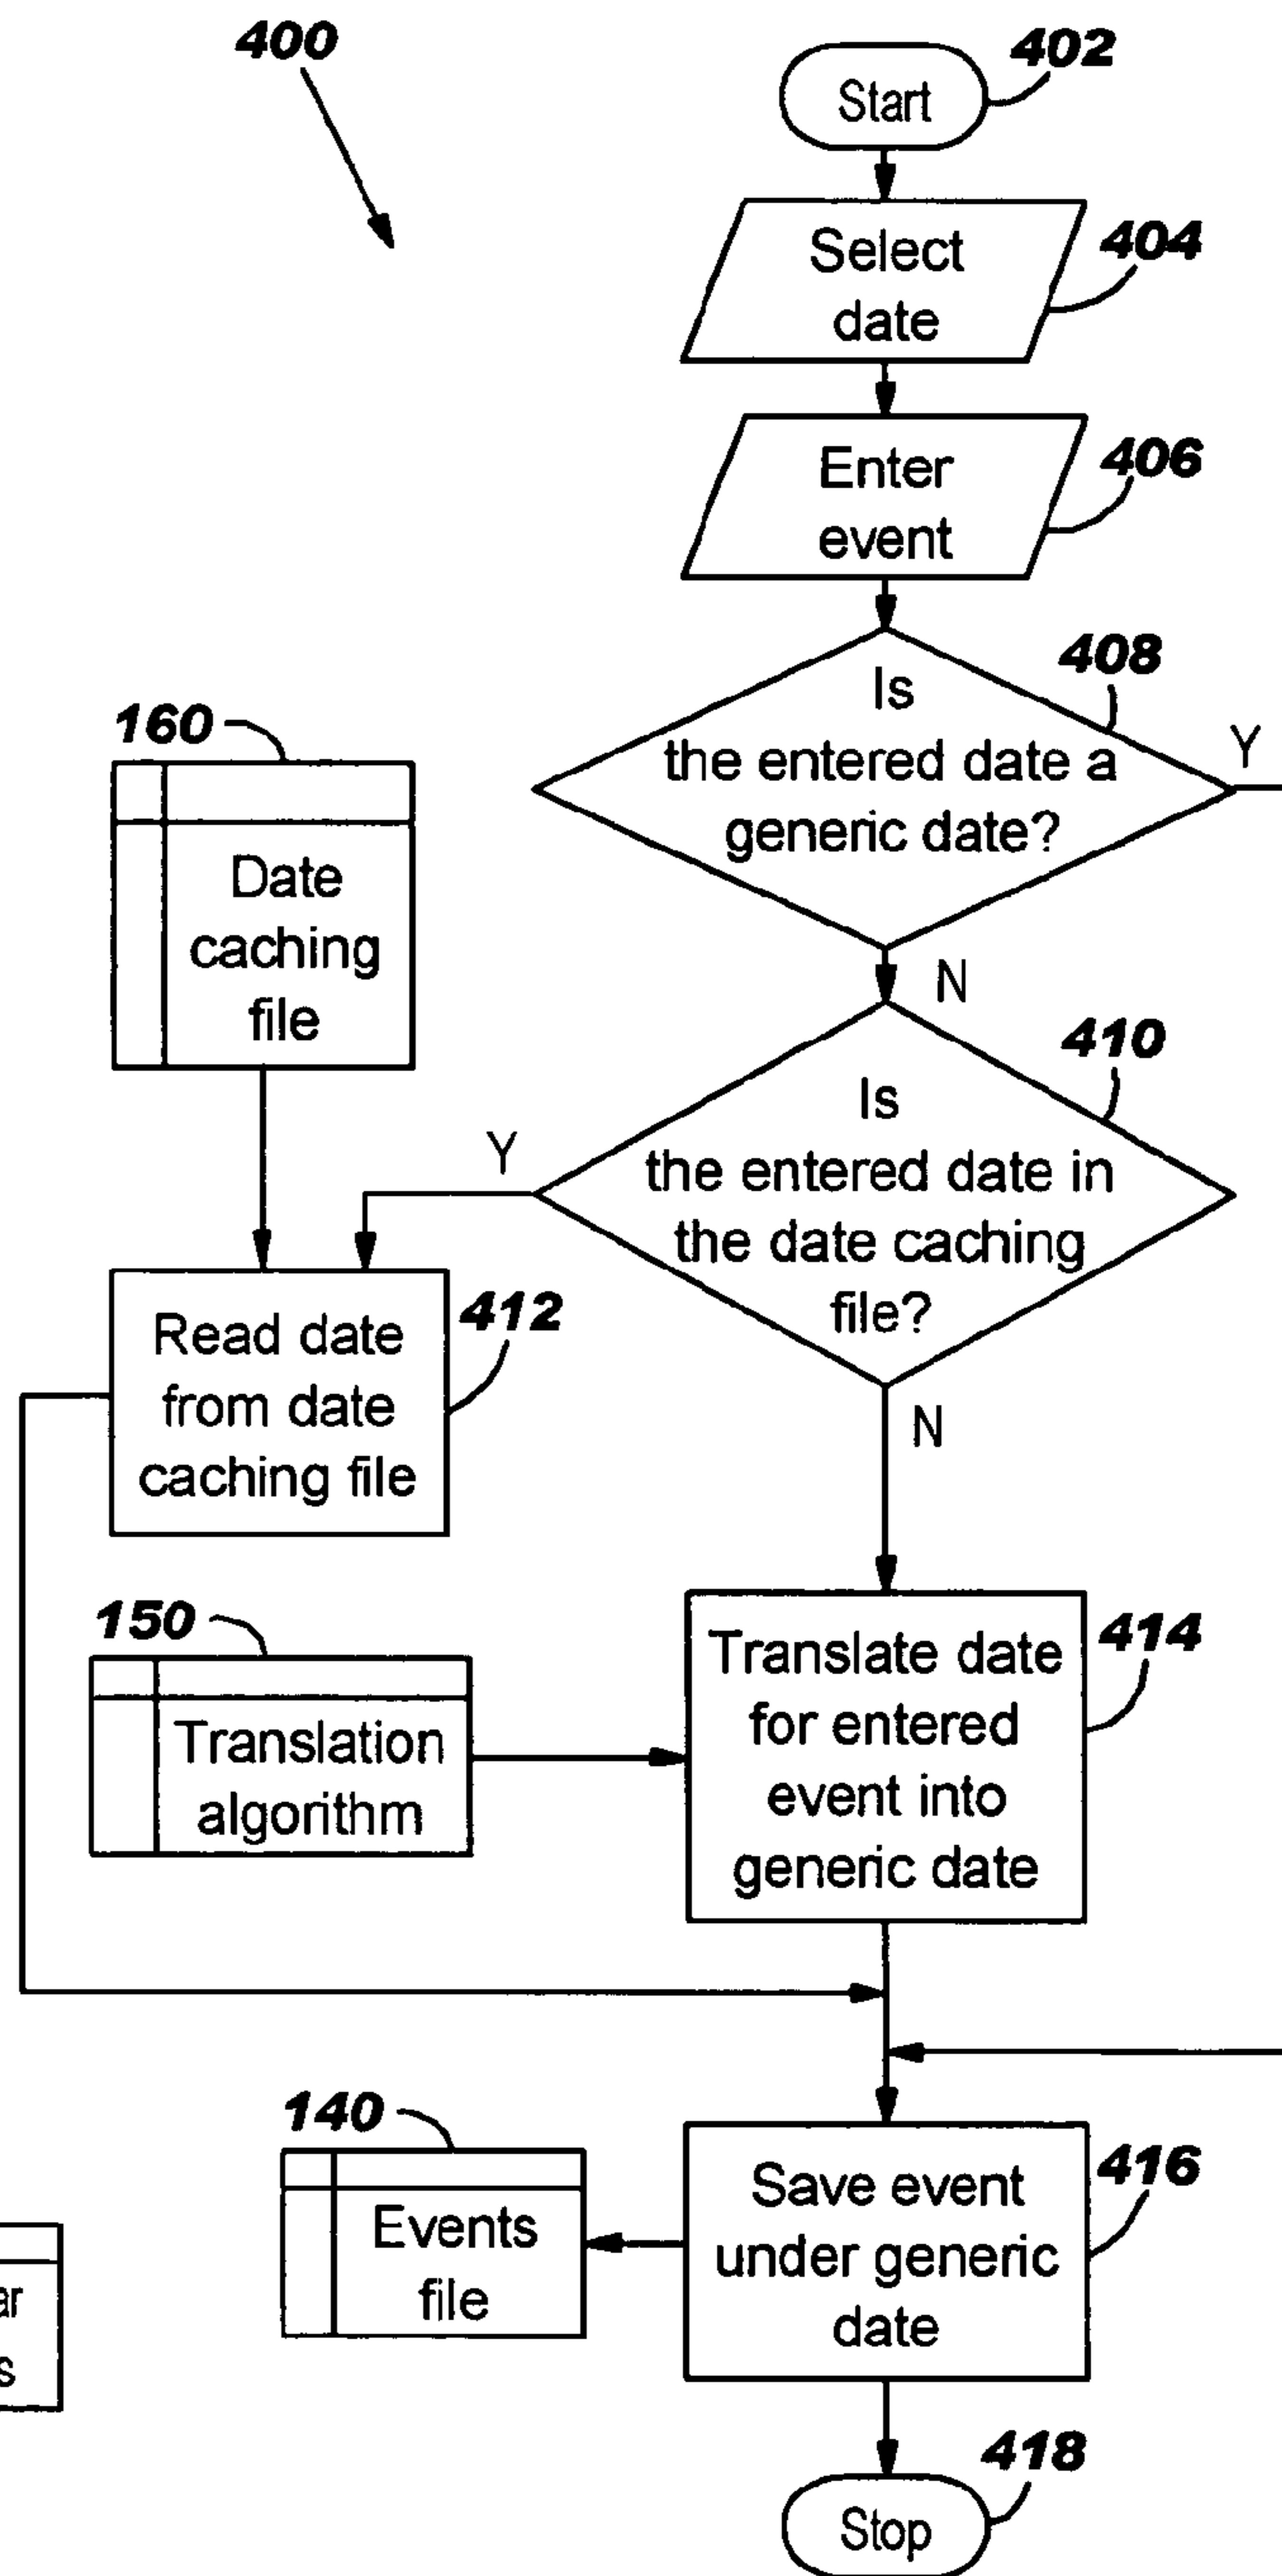 400
402
Start
Select
date
404
Enter
event
406
408
Is
the entered date a
generic date?
Y
N
160
Date
caching
file
410
Is
the entered date in
the date caching
file?
Y
N
Read date
from date
caching file
412
150
Translation
algorithm
Translate date
for entered
event into
generic date
414
140
Events
file
Save event
under generic
date
416
418
Stop